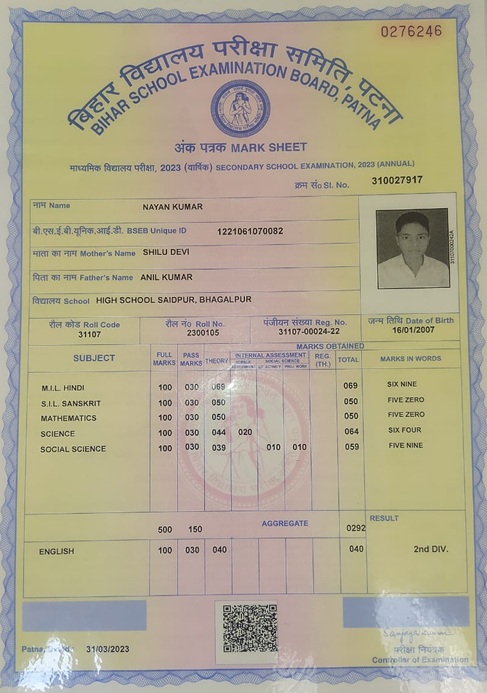 0276246
बिहार विद्यालय परीक्षा समिति, पटना
BIHAR SCHOOL EXAMINATION BOARD, PATNA
अंक पत्रक MARK SHEET
माध्यमिक विद्यालय परीक्षा, 2023 (वार्षिक) SECONDARY SCHOOL EXAMINATION, 2023 (ANNUAL)
क्रम सं० Sl. No. 310027917
नाम Name NAYAN KUMAR
बी.एस.ई.बी.यूनिक.आई.डी. BSEB Unique ID 1221061070082
माता का नाम Mother's Name SHILU DEVI
पिता का नाम Father's Name ANIL KUMAR
विद्यालय School HIGH SCHOOL SAIDPUR, BHAGALPUR
रौल कोड Roll Code रौल नं० Roll No. पंजीयन संख्या Reg. No. जन्म तिथि Date of Birth
31107 2300105 31107-00024-22 16/01/2007
MARKS OBTAINED
SUBJECT FULL MARKS PASS MARKS THEORY INTERNAL ASSESSMENT REG. (TH.) TOTAL MARKS IN WORDS
SOCIAL SCIENCE
M.I.L. HINDI 100 030 069 069 SIX NINE
S.I.L. SANSKRIT 100 030 050 050 FIVE ZERO
MATHEMATICS 100 030 050 050 FIVE ZERO
SCIENCE 100 030 044 020 064 SIX FOUR
SOCIAL SCIENCE 100 030 039 010 010 059 FIVE NINE
500 150 AGGREGATE 0292 RESULT
ENGLISH 100 030 040 040 2nd DIV.
Patna, 31/03/2023
परीक्षा नियंत्रक
Controller of Examination